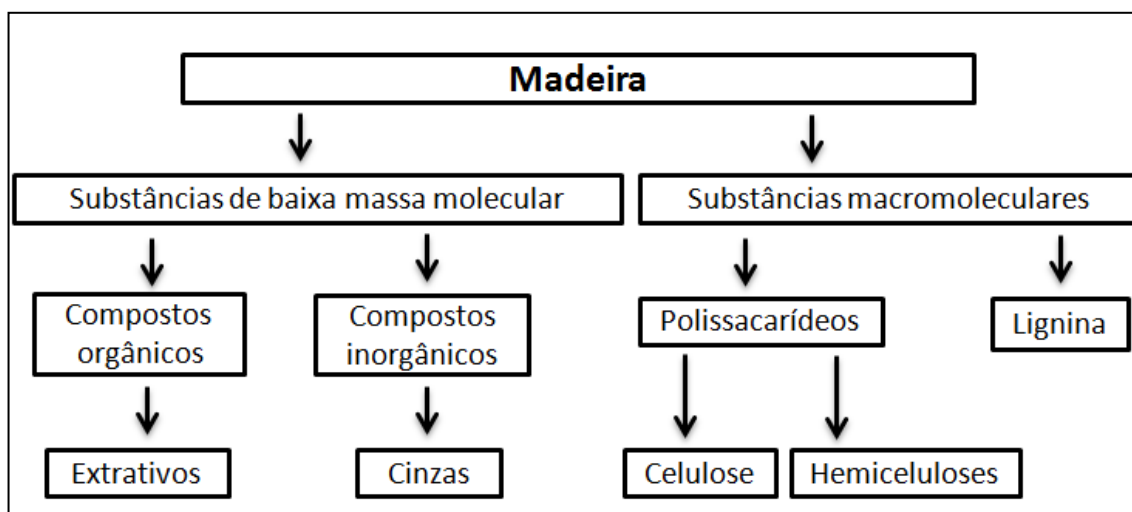 Madeira
Substâncias de baixa massa molecular
Substâncias macromoleculares
Compostos
orgânicos
Compostos
inorgânicos
Polissacarídeos
Lignina
Extrativos
Cinzas
Celulose
Hemiceluloses